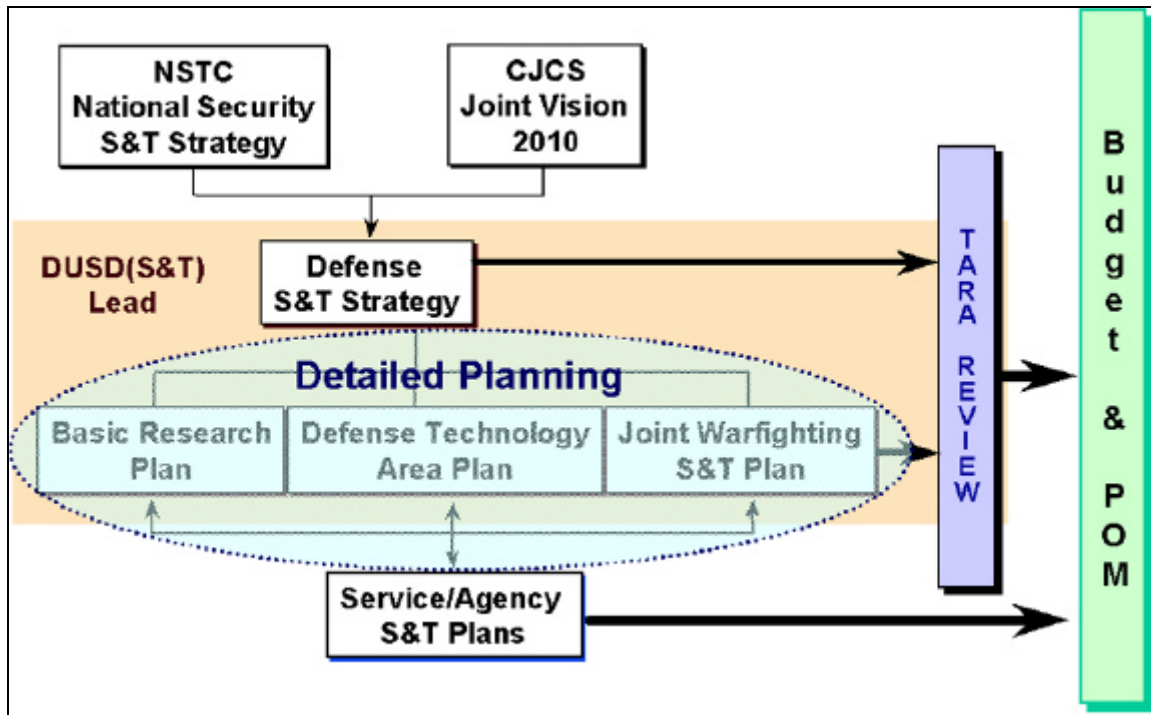 NSTC
National Security
S&T Strategy
CJCS
Joint Vision
2010
DUSD(S&T)
Lead
Defense
S&T Strategy
Detailed Planning
Basic Research
Plan
Defense Technology
Area Plan
Joint Warfighting
S&T Plan
Service/Agency
S&T Plans
TARA REVIEW
Budget & POM